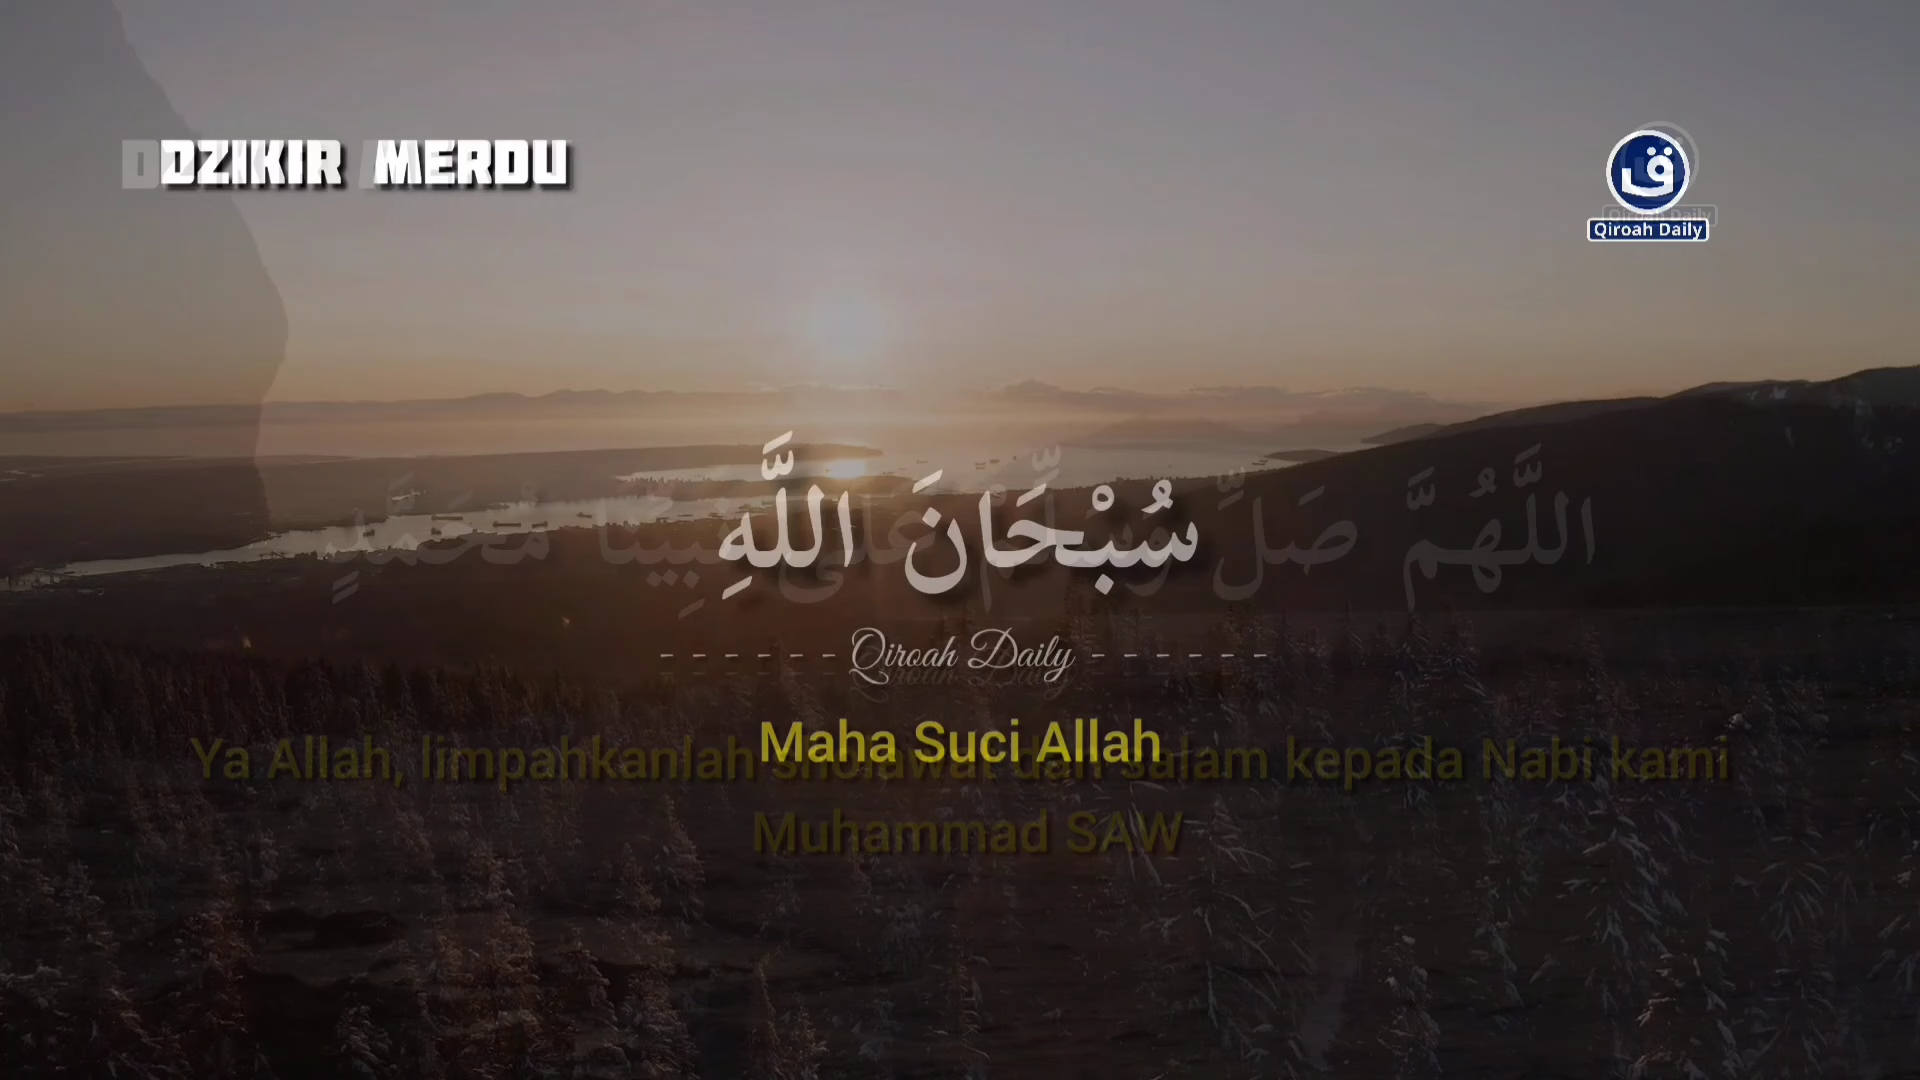 DZIKIR MERDU
Qiroah Daily
سُبْحَانَ اللَّهِ
اللَّهُمَّ صَلِّ وَسَلِّمْ عَلَى نَبِيِّنَا مُحَمَّدٍ
Qiroah Daily
Maha Suci Allah
Ya Allah, limpahkanlah sholawat dan salam kepada Nabi kami
Muhammad SAW